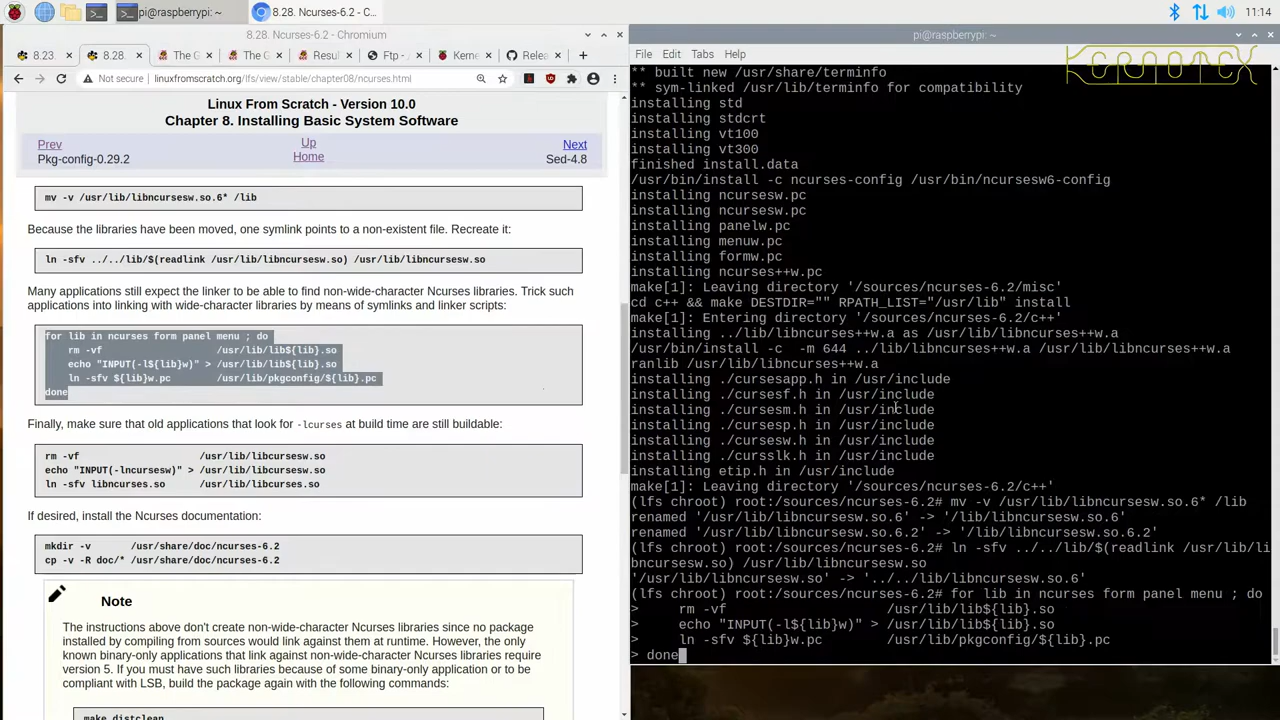 pi@raspberrypi: ~
8.28. Ncurses-6.2 - C...
11:14
8.28. Ncurses-6.2 - Chromium
8.23
8.28
The G
The G
Resul
Ftp -
Kerne
Relea
Not secure
linuxfromscratch.org/lfs/view/stable/chapter08/ncurses.html
Linux From Scratch - Version 10.0
Chapter 8. Installing Basic System Software
Prev
Up
Next
Pkg-config-0.29.2
Home
Sed-4.8
mv -v /usr/lib/libncursesw.so.6* /lib
Because the libraries have been moved, one symlink points to a non-existent file. Recreate it:
ln -sfv ../../lib/$(readlink /usr/lib/libncursesw.so) /usr/lib/libncursesw.so
Many applications still expect the linker to be able to find non-wide-character Ncurses libraries. Trick such
applications into linking with wide-character libraries by means of symlinks and linker scripts:
for lib in ncurses form panel menu ; do
rm -vf /usr/lib/lib${lib}.so
echo "INPUT(-l${lib}w)" > /usr/lib/lib${lib}.so
ln -sfv ${lib}w.pc /usr/lib/pkgconfig/${lib}.pc
done
Finally, make sure that old applications that look for -lcurses at build time are still buildable:
rm -vf /usr/lib/libcursesw.so
echo "INPUT(-lncursesw)" > /usr/lib/libcursesw.so
ln -sfv libncurses.so /usr/lib/libcurses.so
If desired, install the Ncurses documentation:
mkdir -v /usr/share/doc/ncurses-6.2
cp -v -R doc/* /usr/share/doc/ncurses-6.2
Note
The instructions above don't create non-wide-character Ncurses libraries since no package
installed by compiling from sources would link against them at runtime. However, the only
known binary-only applications that link against non-wide-character Ncurses libraries require
version 5. If you must have such libraries because of some binary-only application or to be
compliant with LSB, build the package again with the following commands:
make distclean
pi@raspberrypi: ~
File Edit Tabs Help
** built new /usr/share/terminfo
** sym-linked /usr/lib/terminfo for compatibility
installing std
installing stdcrt
installing vt100
installing vt300
finished install.data
/usr/bin/install -c ncurses-config /usr/bin/ncursesw6-config
installing ncursesw.pc
installing ncursesw.pc
installing panelw.pc
installing menuw.pc
installing formw.pc
installing ncurses++w.pc
make[1]: Leaving directory '/sources/ncurses-6.2/misc'
cd c++ && make DESTDIR="" RPATH_LIST="/usr/lib" install
make[1]: Entering directory '/sources/ncurses-6.2/c++'
installing ../lib/libncurses++w.a as /usr/lib/libncurses++w.a
/usr/bin/install -c  -m 644 ../lib/libncurses++w.a /usr/lib/libncurses++w.a
ranlib /usr/lib/libncurses++w.a
installing ./cursesapp.h in /usr/include
installing ./cursesf.h in /usr/include
installing ./cursesm.h in /usr/include
installing ./cursesp.h in /usr/include
installing ./cursesw.h in /usr/include
installing ./cursslk.h in /usr/include
installing etip.h in /usr/include
make[1]: Leaving directory '/sources/ncurses-6.2/c++'
(lfs chroot) root:/sources/ncurses-6.2# mv -v /usr/lib/libncursesw.so.6* /lib
renamed '/usr/lib/libncursesw.so.6' -> '/lib/libncursesw.so.6'
renamed '/usr/lib/libncursesw.so.6.2' -> '/lib/libncursesw.so.6.2'
(lfs chroot) root:/sources/ncurses-6.2# ln -sfv ../../lib/$(readlink /usr/lib/li
bncursesw.so) /usr/lib/libncursesw.so
'/usr/lib/libncursesw.so' -> '../../lib/libncursesw.so.6'
(lfs chroot) root:/sources/ncurses-6.2# for lib in ncurses form panel menu ; do
> rm -vf /usr/lib/lib${lib}.so
> echo "INPUT(-l${lib}w)" > /usr/lib/lib${lib}.so
> ln -sfv ${lib}w.pc /usr/lib/pkgconfig/${lib}.pc
> done